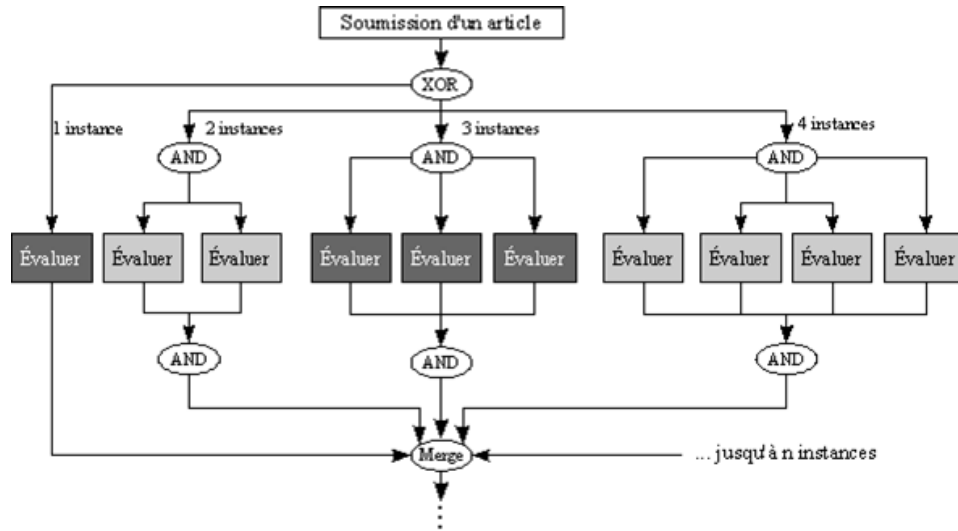 Soumission d'un article
XOR
1 instance
2 instances
3 instances
4 instances
AND
AND
AND
Évaluer
Évaluer
Évaluer
Évaluer
Évaluer
Évaluer
Évaluer
Évaluer
Évaluer
Évaluer
AND
AND
AND
Merge
... jusqu'à n instances